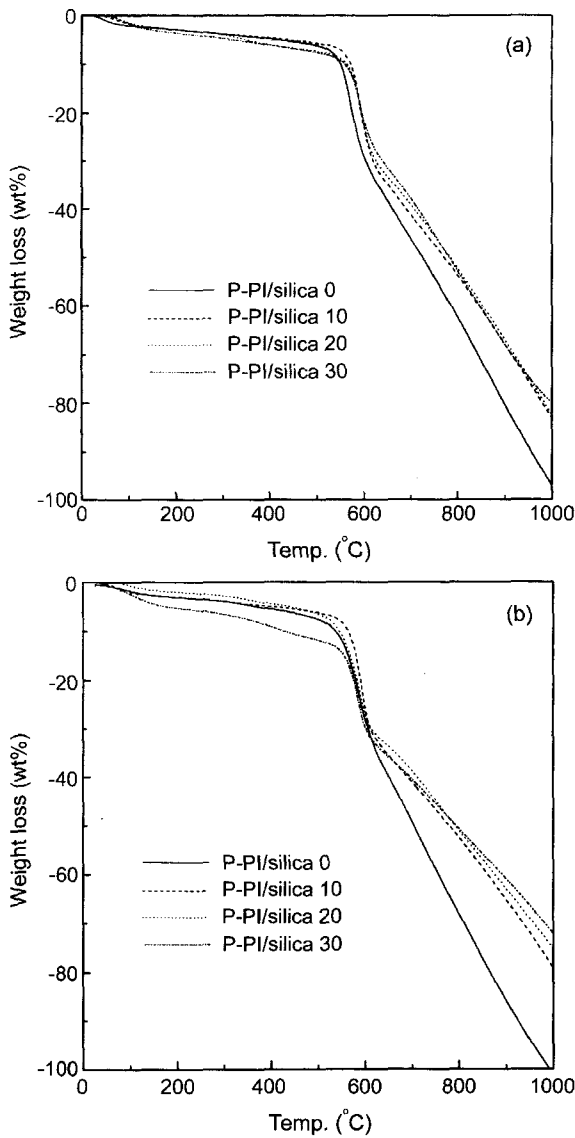 (a)
0
-20
-40
-60
-80
-100
Weight loss (wt%)
P-PI/silica 0
P-PI/silica 10
P-PI/silica 20
P-PI/silica 30
0 200 400 600 800 1000
Temp. (°C)
(b)
0
-20
-40
-60
-80
-100
Weight loss (wt%)
P-PI/silica 0
P-PI/silica 10
P-PI/silica 20
P-PI/silica 30
0 200 400 600 800 1000
Temp. (°C)